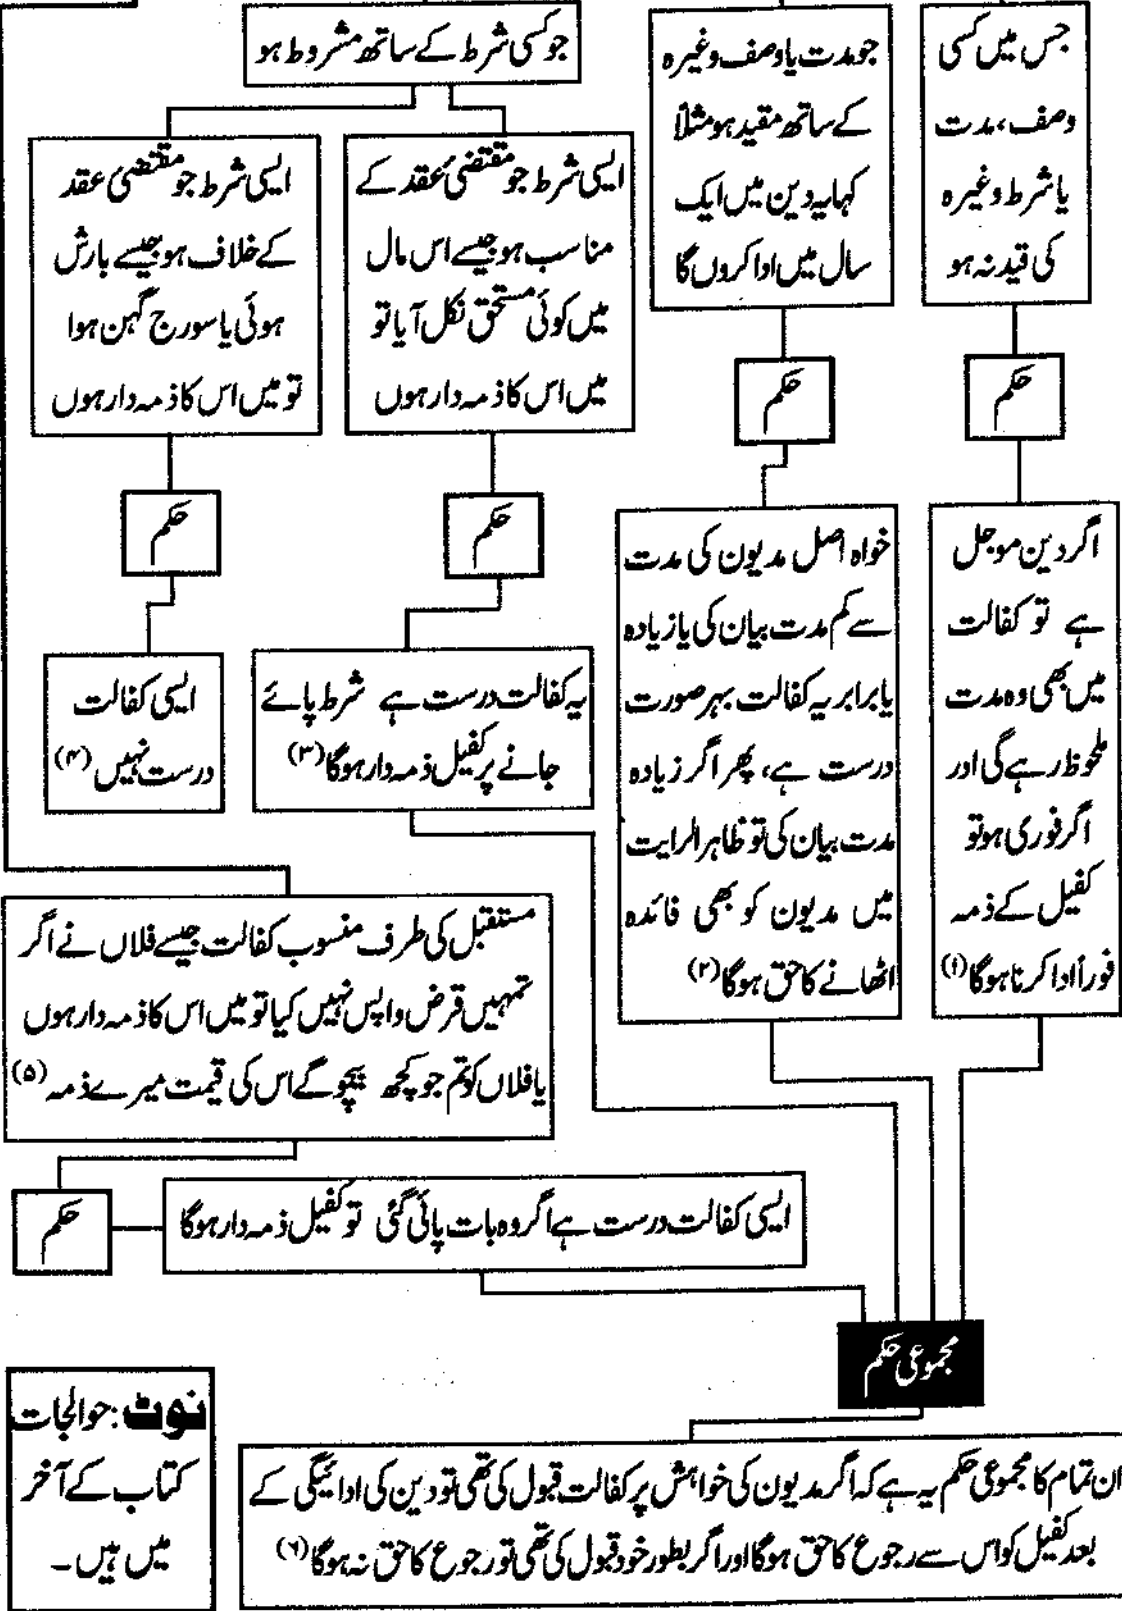 جس میں کسی
وصف، مدت
یا شرط وغیرہ
کی قید نہ ہو
حکم
اگر دین موجل
ہے تو کفالت
میں بھی وہ مدت
ملحوظ رہے گی اور
اگر فوری ہو تو
کفیل کے ذمہ
فوراً ادا کرنا ہوگا (۱)
جو مدت یا وصف وغیرہ
کے ساتھ مقید ہو مثلاً
کہا یہ دین میں ایک
سال میں ادا کروں گا
حکم
خواہ اصل مدیون کی مدت
سے کم مدت بیان کی یا زیادہ
یا برابر یہ کفالت بہر صورت
درست ہے، پھر اگر زیادہ
مدت بیان کی تو ظاہر الرایت
میں مدیون کو بھی فائدہ
اٹھانے کا حق ہوگا (۲)
جو کسی شرط کے ساتھ مشروط ہو
ایسی شرط جو مقتضیٔ عقد کے
مناسب ہو جیسے اس مال
میں کوئی مستحق نکل آیا تو
میں اس کا ذمہ دار ہوں
حکم
یہ کفالت درست ہے شرط پائے
جانے پر کفیل ذمہ دار ہوگا (۳)
ایسی شرط جو مقتضیٔ عقد
کے خلاف ہو جیسے بارش
ہوئی یا سورج گہن ہوا
تو میں اس کا ذمہ دار ہوں
حکم
ایسی کفالت
درست نہیں (۴)
مستقبل کی طرف منسوب کفالت جیسے فلاں نے اگر
تمہیں قرض واپس نہیں کیا تو میں اس کا ذمہ دار ہوں
یا فلاں کو تم جو کچھ بیچو گے اس کی قیمت میرے ذمہ (۵)
حکم
ایسی کفالت درست ہے اگر وہ بات پائی گئی تو کفیل ذمہ دار ہوگا
مجموعی حکم
ان تمام کا مجموعی حکم یہ ہے کہ اگر مدیون کی خواہش پر کفالت قبول کی تھی تو دین کی ادائیگی کے
بعد کفیل کو اس سے رجوع کا حق ہوگا اور اگر بطور خود قبول کی تھی تو رجوع کا حق نہ ہوگا (۶)
نوٹ: حوالجات
کتاب کے آخر
میں ہیں۔